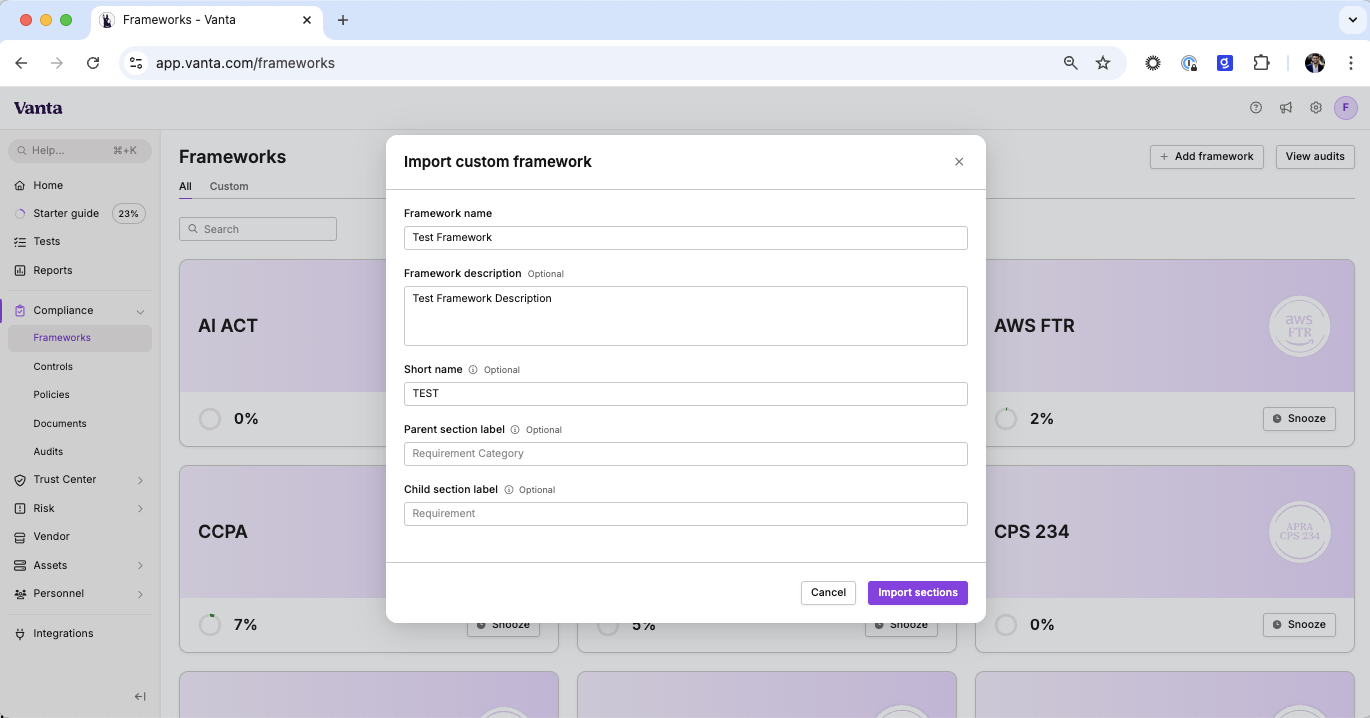 Frameworks - Vanta
app.vanta.com/frameworks
Vanta
F
Help... ⌘+K
Home
Starter guide 23%
Tests
Reports
Compliance
Frameworks
Controls
Policies
Documents
Audits
Trust Center
Risk
Vendor
Assets
Personnel
Integrations
Frameworks
+ Add framework
View audits
All Custom
Search
AI ACT
0%
AWS FTR
aws
FTR
2%
Snooze
CCPA
7%
Snooze
5%
Snooze
CPS 234
APRA
CPS 234
0%
Snooze
Import custom framework
Framework name
Test Framework
Framework description Optional
Test Framework Description
Short name Optional
TEST
Parent section label Optional
Requirement Category
Child section label Optional
Requirement
Cancel
Import sections